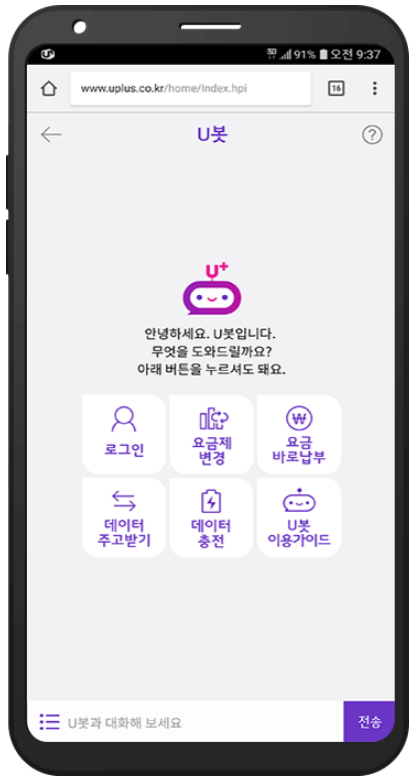 91% 오전 9:37
www.uplus.co.kr/home/Index.hpi
16
U봇
?
U+
안녕하세요. U봇입니다.
무엇을 도와드릴까요?
아래 버튼을 누르셔도 돼요.
로그인
요금제
변경
₩
요금
바로납부
데이터
주고받기
데이터
충전
U봇
이용가이드
U봇과 대화해 보세요
전송